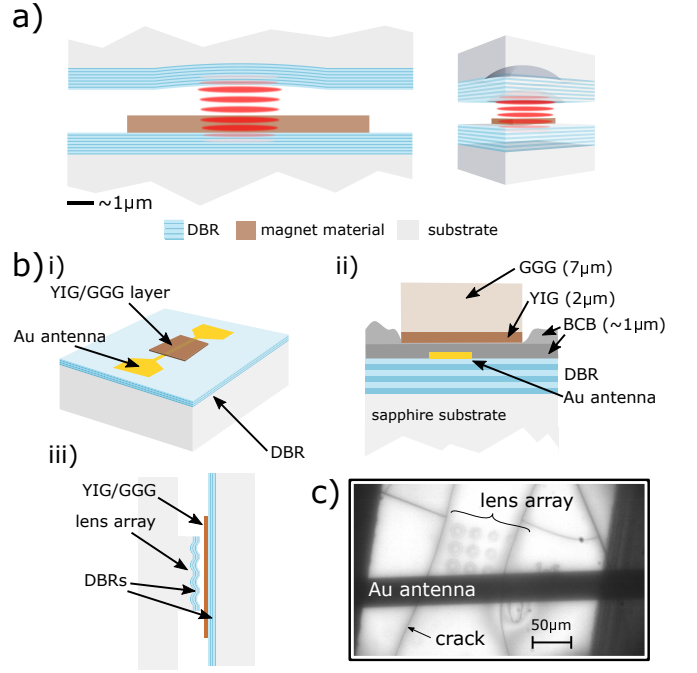 a)
~1μm
DBR
magnet material
substrate
b) i)
YIG/GGG layer
Au antenna
DBR
ii)
GGG (7μm)
YIG (2μm)
BCB (~1μm)
DBR
Au antenna
sapphire substrate
iii)
YIG/GGG
lens array
DBRs
c)
lens array
Au antenna
crack
50μm